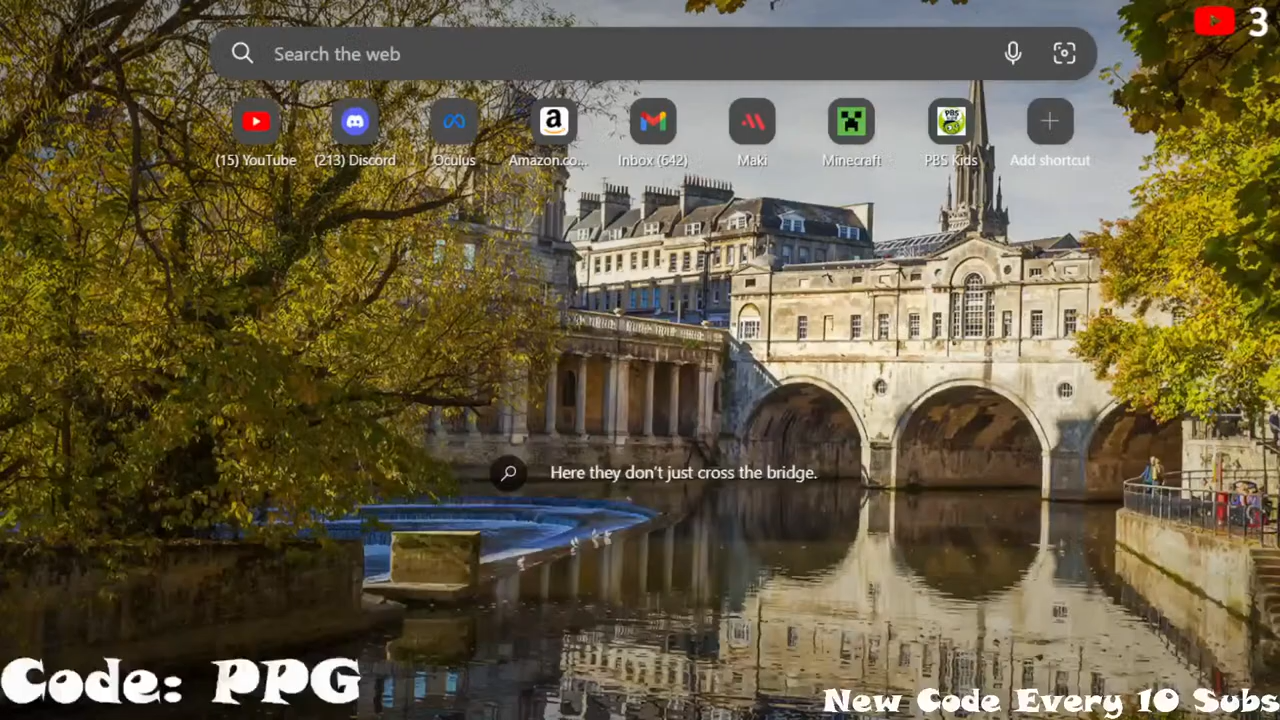 3
Search the web
(15) YouTube
(213) Discord
Oculus
Amazon.co...
Inbox (642)
Maki
Minecraft
PBS Kids
Add shortcut
Here they don't just cross the bridge.
Code: PPG
New Code Every 10 Subs